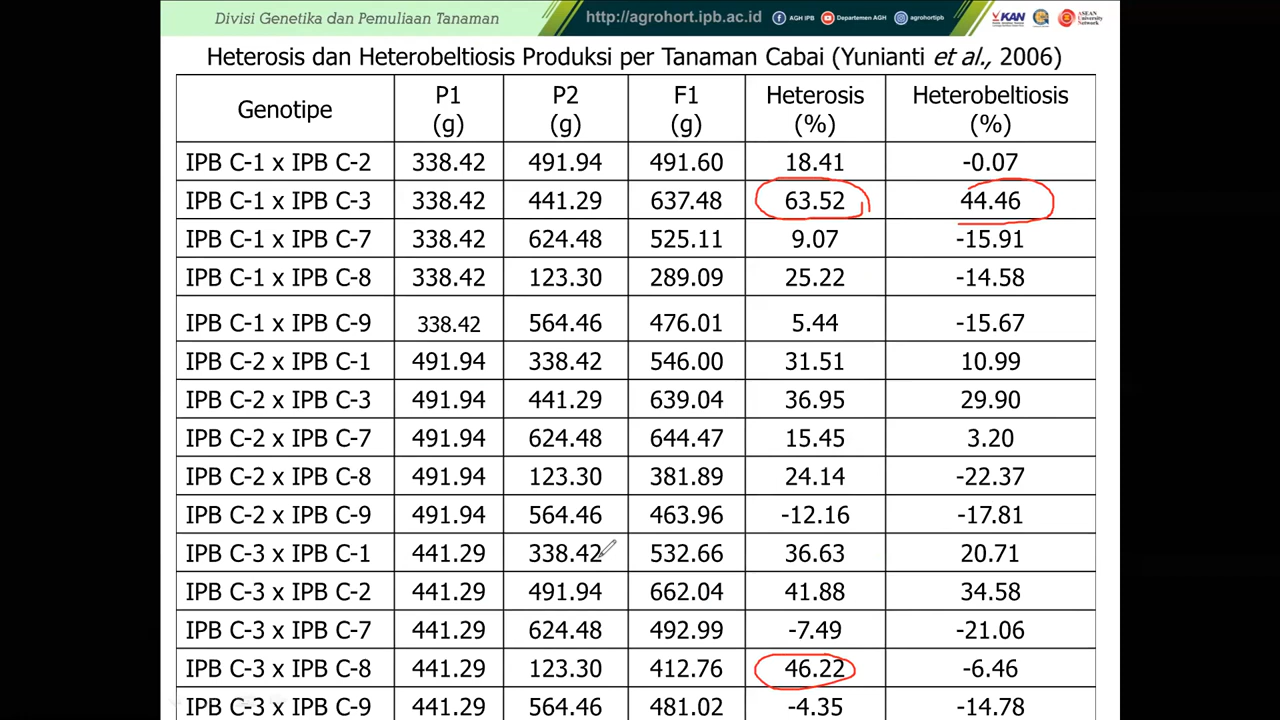 Divisi Genetika dan Pemuliaan Tanaman http://agrohort.ipb.ac.id AGH IPB Departemen AGH agrohortipb KAN ASEAN University Network
Heterosis dan Heterobeltiosis Produksi per Tanaman Cabai (Yunianti et al., 2006)
Genotipe P1 (g) P2 (g) F1 (g) Heterosis (%) Heterobeltiosis (%)
IPB C-1 x IPB C-2 338.42 491.94 491.60 18.41 -0.07
IPB C-1 x IPB C-3 338.42 441.29 637.48 63.52 44.46
IPB C-1 x IPB C-7 338.42 624.48 525.11 9.07 -15.91
IPB C-1 x IPB C-8 338.42 123.30 289.09 25.22 -14.58
IPB C-1 x IPB C-9 338.42 564.46 476.01 5.44 -15.67
IPB C-2 x IPB C-1 491.94 338.42 546.00 31.51 10.99
IPB C-2 x IPB C-3 491.94 441.29 639.04 36.95 29.90
IPB C-2 x IPB C-7 491.94 624.48 644.47 15.45 3.20
IPB C-2 x IPB C-8 491.94 123.30 381.89 24.14 -22.37
IPB C-2 x IPB C-9 491.94 564.46 463.96 -12.16 -17.81
IPB C-3 x IPB C-1 441.29 338.42 532.66 36.63 20.71
IPB C-3 x IPB C-2 441.29 491.94 662.04 41.88 34.58
IPB C-3 x IPB C-7 441.29 624.48 492.99 -7.49 -21.06
IPB C-3 x IPB C-8 441.29 123.30 412.76 46.22 -6.46
IPB C-3 x IPB C-9 441.29 564.46 481.02 -4.35 -14.78